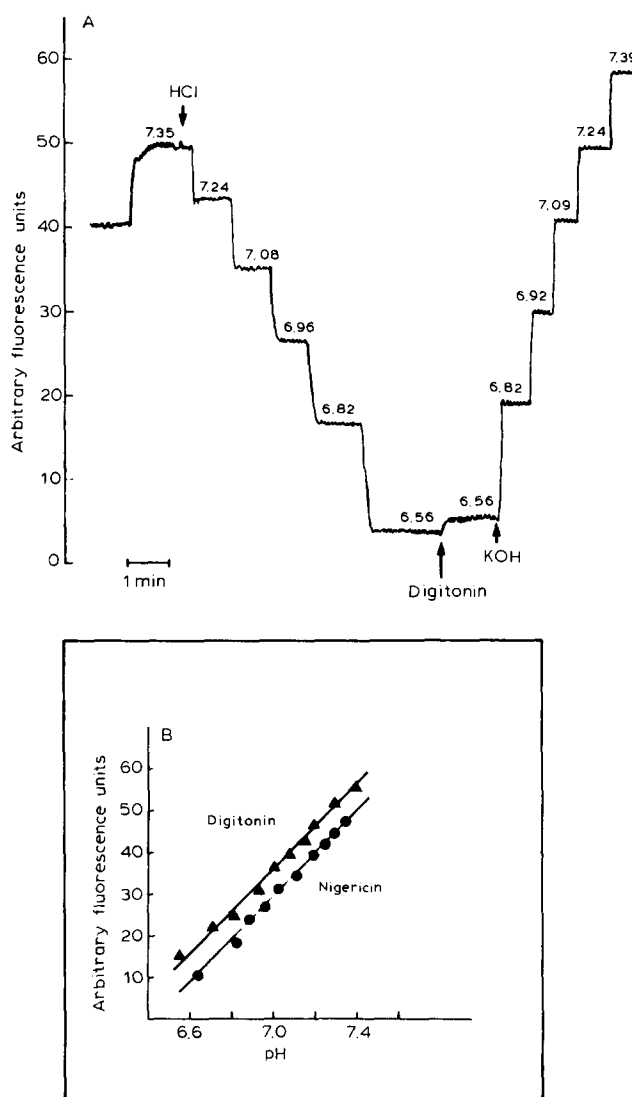 A
Arbitrary fluorescence units
60
50
40
30
20
10
0
HCl
7.35
7.24
7.08
6.96
6.82
6.56
6.56
6.82
6.92
7.09
7.24
7.39
1 min
Digitonin
KOH
B
Arbitrary fluorescence units
60
50
40
30
20
10
Digitonin
Nigericin
6.6
7.0
7.4
pH